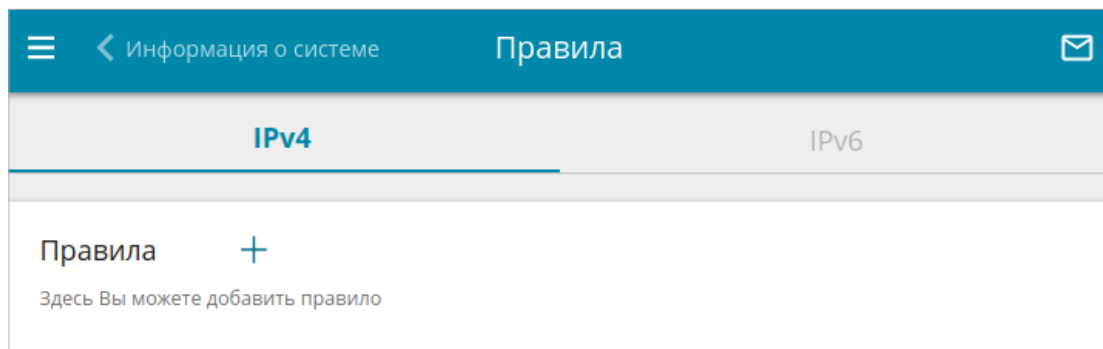 Информация о системе
Правила
IPv4
IPv6
Правила
Здесь Вы можете добавить правило